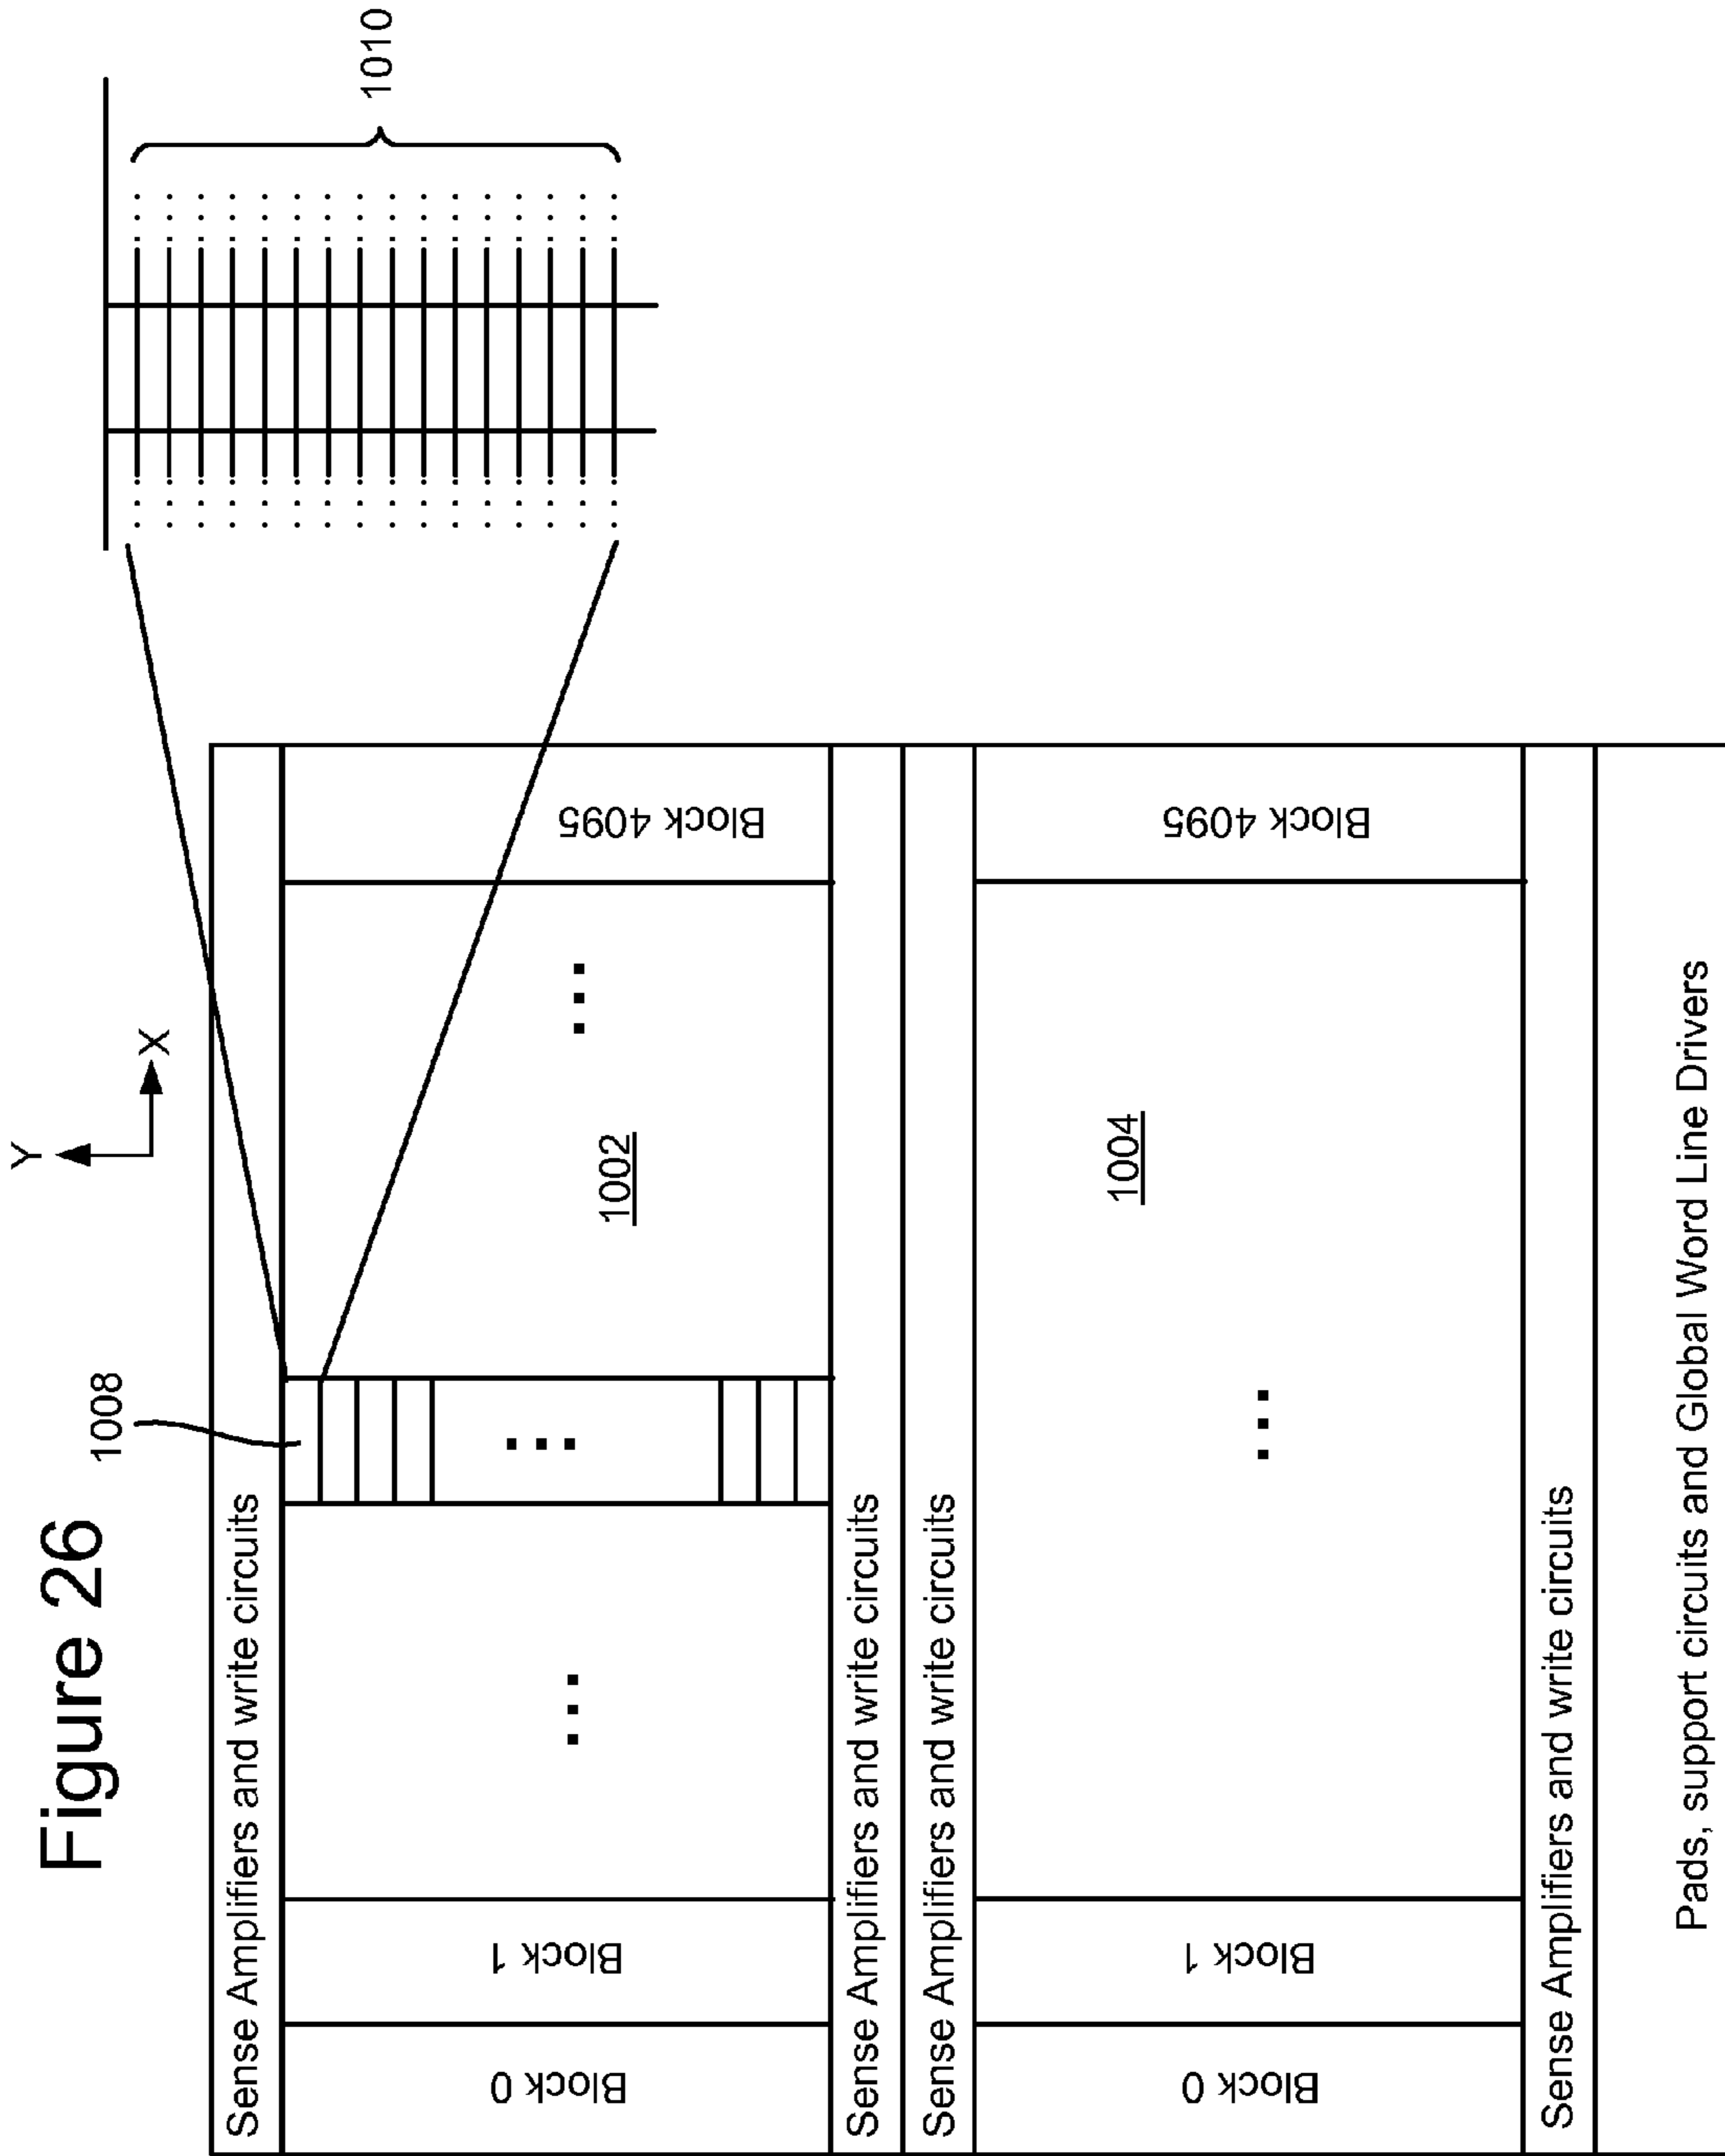 Figure 26
Y
X
1008
1010
Sense Amplifiers and write circuits
Block 0
Block 1
...
...
...
1002
Block 4095
Sense Amplifiers and write circuits
Sense Amplifiers and write circuits
Block 0
Block 1
...
1004
Block 4095
Sense Amplifiers and write circuits
Pads, support circuits and Global Word Line Drivers